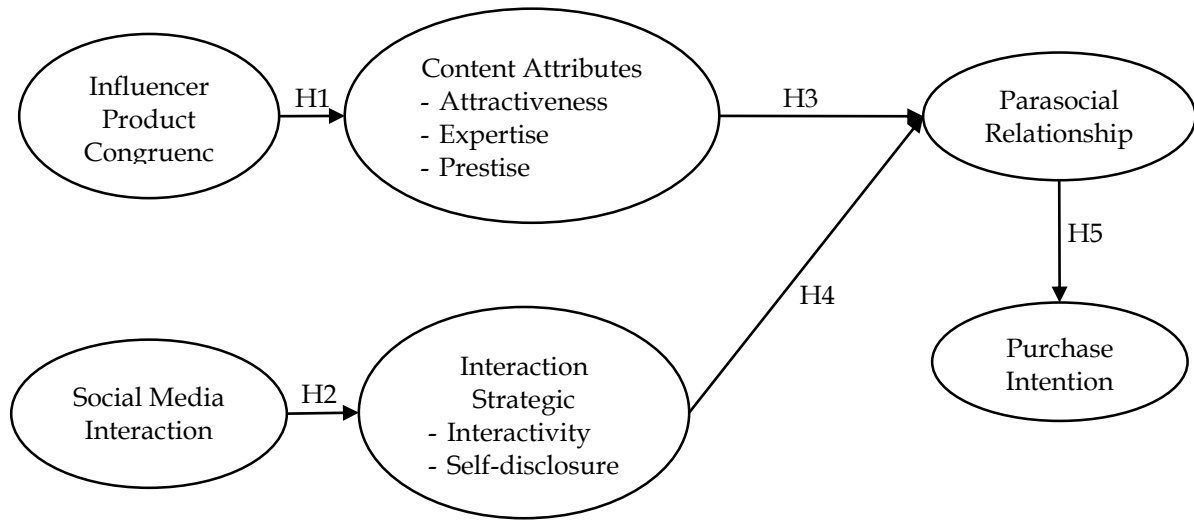 Influencer
Product
Congruenc
H1
Content Attributes
- Attractiveness
- Expertise
- Prestise
H3
Parasocial
Relationship
H5
Social Media
Interaction
H2
Interaction
Strategic
- Interactivity
- Self-disclosure
H4
Purchase
Intention